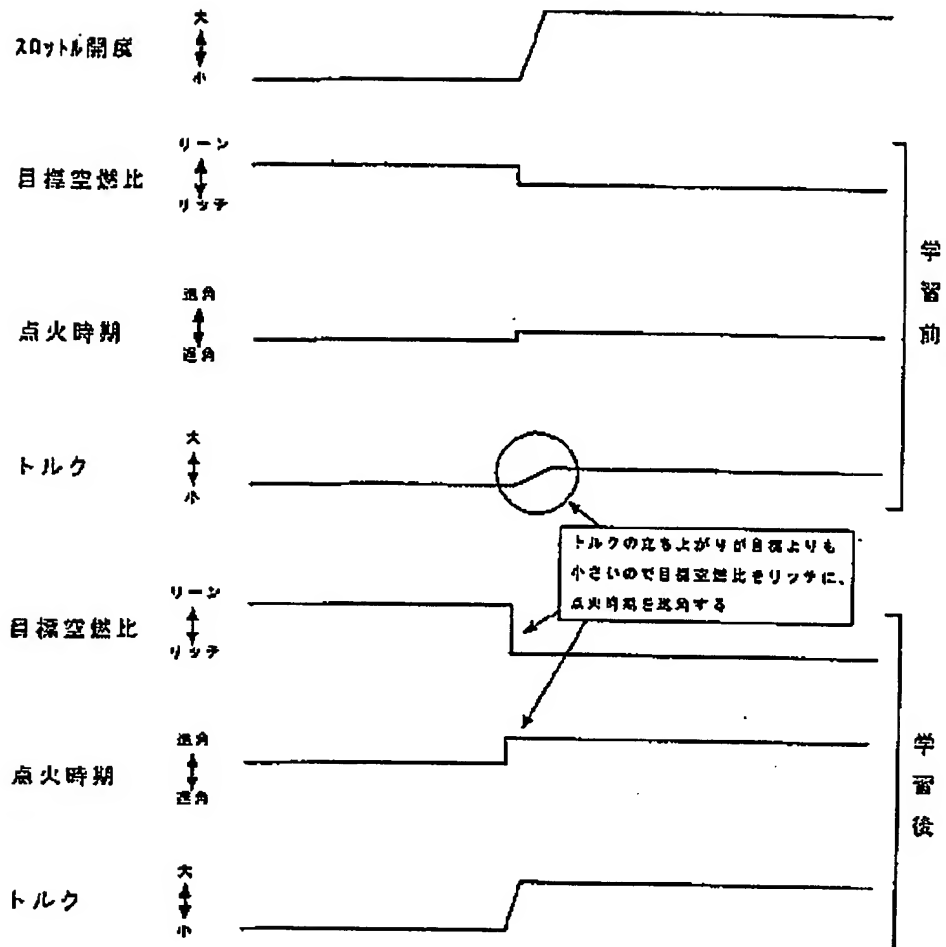 スロットル開度
大
小
目標空燃比
リーン
リッチ
点火時期
進角
遅角
トルク
大
小
学習前
トルクの立ち上がりが目標よりも
小さいので目標空燃比をリッチに、
点火時期を進角する
目標空燃比
リーン
リッチ
点火時期
進角
遅角
トルク
大
小
学習後